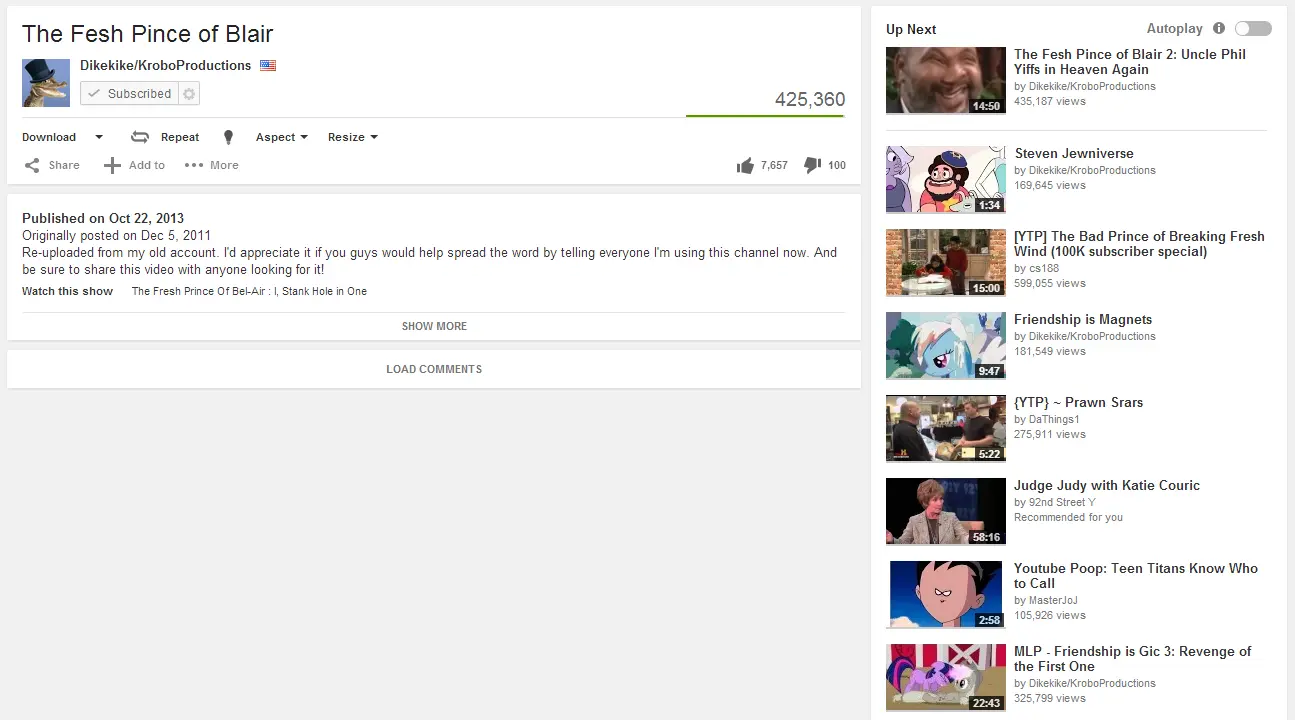 The Fesh Pince of Blair
Dikekike/KroboProductions
Subscribed
425,360
Download
Repeat
Aspect
Resize
Share
Add to
More
7,657
100
Published on Oct 22, 2013
Originally posted on Dec 5, 2011
Re-uploaded from my old account. I'd appreciate it if you guys would help spread the word by telling everyone I'm using this channel now. And
be sure to share this video with anyone looking for it!
Watch this show The Fresh Prince Of Bel-Air : I, Stank Hole in One
SHOW MORE
LOAD COMMENTS
Up Next
Autoplay
14:50
The Fesh Pince of Blair 2: Uncle Phil
Yiffs in Heaven Again
by Dikekike/KroboProductions
435,187 views
1:34
Steven Jewniverse
by Dikekike/KroboProductions
169,645 views
15:00
[YTP] The Bad Prince of Breaking Fresh
Wind (100K subscriber special)
by cs188
599,055 views
9:47
Friendship is Magnets
by Dikekike/KroboProductions
181,549 views
5:22
{YTP} ~ Prawn Srars
by DaThings1
275,911 views
58:16
Judge Judy with Katie Couric
by 92nd Street Y
Recommended for you
2:58
Youtube Poop: Teen Titans Know Who
to Call
by MasterJoJ
105,926 views
22:43
MLP - Friendship is Gic 3: Revenge of
the First One
by Dikekike/KroboProductions
325,799 views